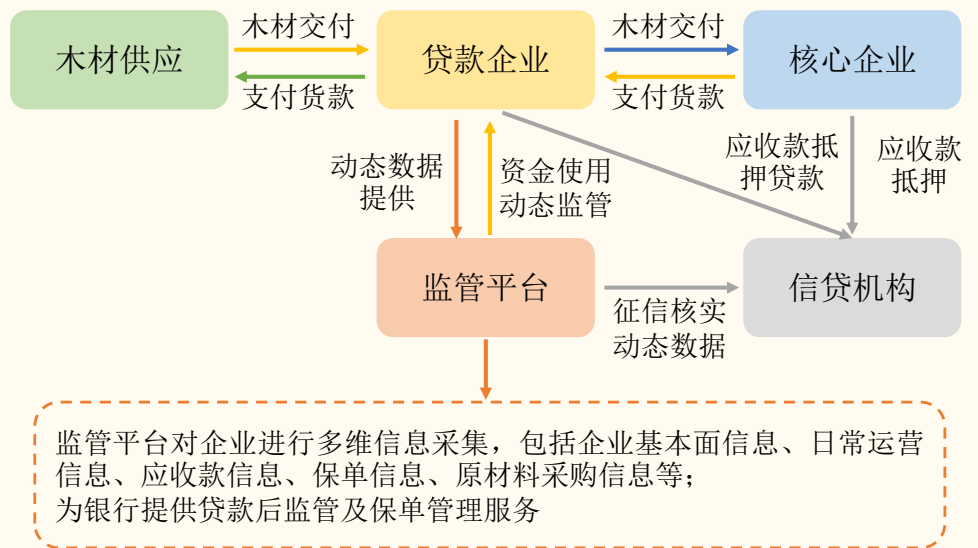 木材供应
木材交付
支付货款
贷款企业
木材交付
支付货款
核心企业
动态数据
提供
资金使用
动态监管
应收款抵
押贷款
应收款
抵押
监管平台
征信核实
动态数据
信贷机构
监管平台对企业进行多维信息采集，包括企业基本面信息、日常运营
信息、应收款信息、保单信息、原材料采购信息等；
为银行提供贷款后监管及保单管理服务